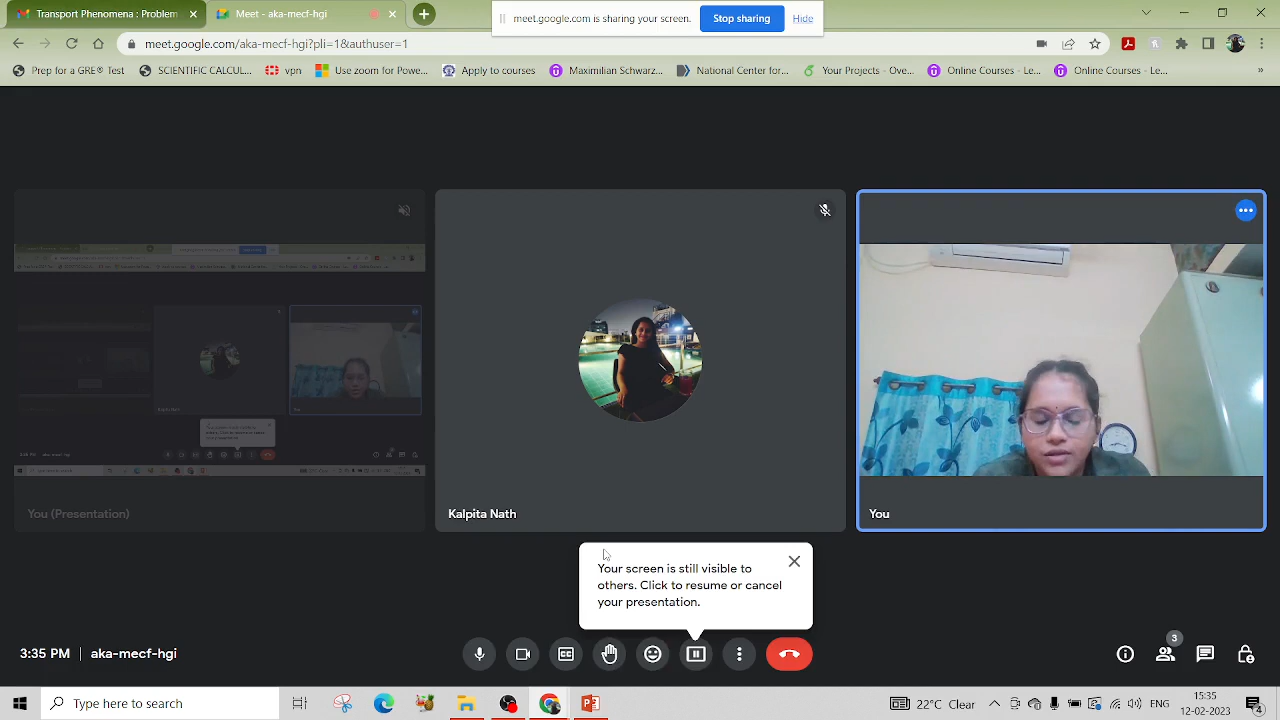 Transport Phenomena : Problem
Meet - aka-mecf-hgi
meet.google.com is sharing your screen.
Stop sharing
Hide
meet.google.com/aka-mecf-hgi?pli=1&authuser=1
Prep for a GRE® Test
SCIENTIFIC CALCUL...
vpn
Use zoom for Powe...
Apply to colleges
Maximilian Schwarz...
National Center for...
Your Projects - Ove...
Online Courses - Le...
Online Courses - Le...
»
You (Presentation)
Kalpita Nath
You
Your screen is still visible to
others. Click to resume or cancel
your presentation.
3:35 PM | aka-mecf-hgi
3
Type here to search
22°C Clear
ENG
15:35
12-02-2023
4